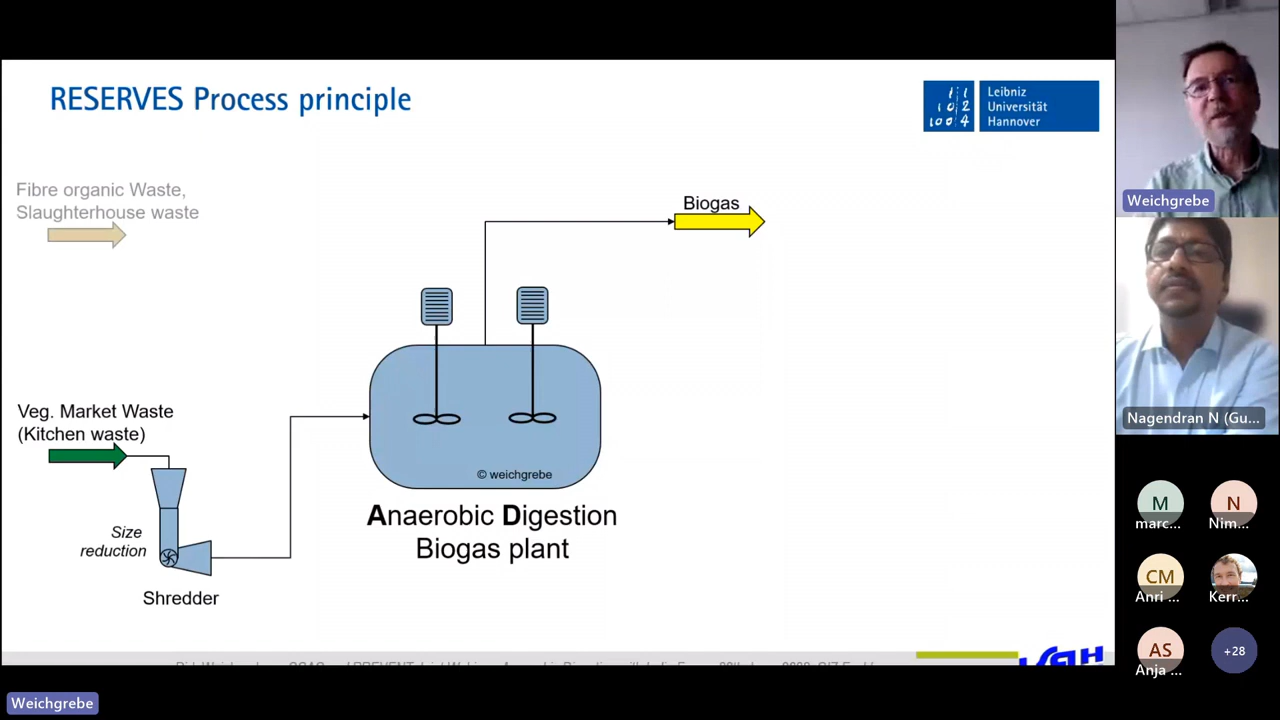 RESERVES Process principle
Leibniz
Universität
Hannover
Fibre organic Waste,
Slaughterhouse waste
Biogas
Veg. Market Waste
(Kitchen waste)
Size
reduction
Shredder
© weichgrebe
Anaerobic Digestion
Biogas plant
Weichgrebe
Nagendran N (Gu...
M
marc...
N
Nim...
CM
Anri ...
Kerr...
AS
Anja ...
+28
Weichgrebe